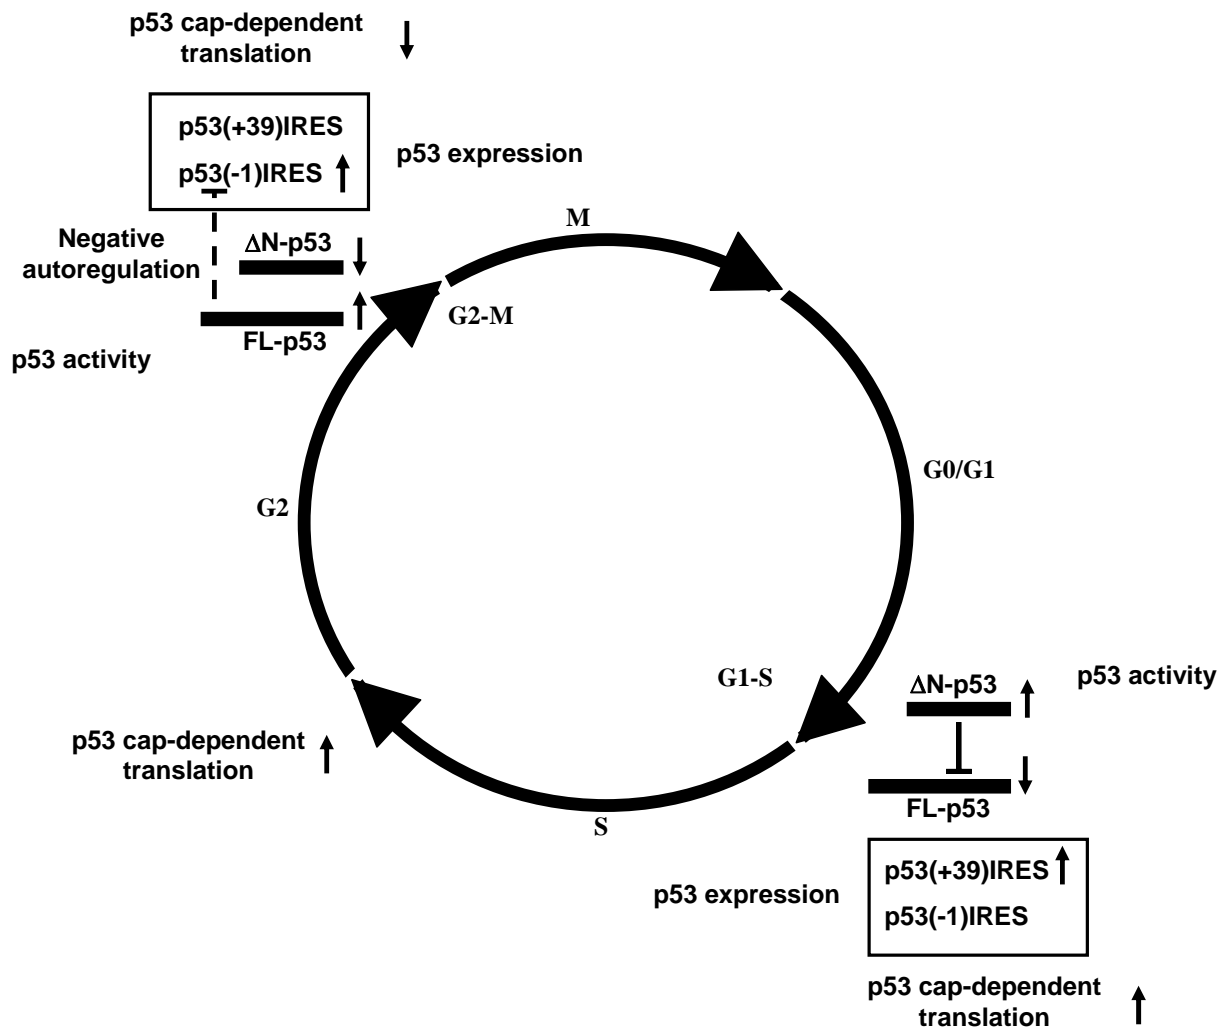 p53 cap-dependent
translation ↓
p53(+39)IRES
p53(-1)IRES ↑
p53 expression
Negative
autoregulation
ΔN-p53 ↓
FL-p53 ↑
p53 activity
M
G2-M
G0/G1
G2
G1-S
S
ΔN-p53 ↑
p53 activity
FL-p53 ↓
p53 cap-dependent
translation ↑
p53 expression
p53(+39)IRES ↑
p53(-1)IRES
p53 cap-dependent
translation ↑